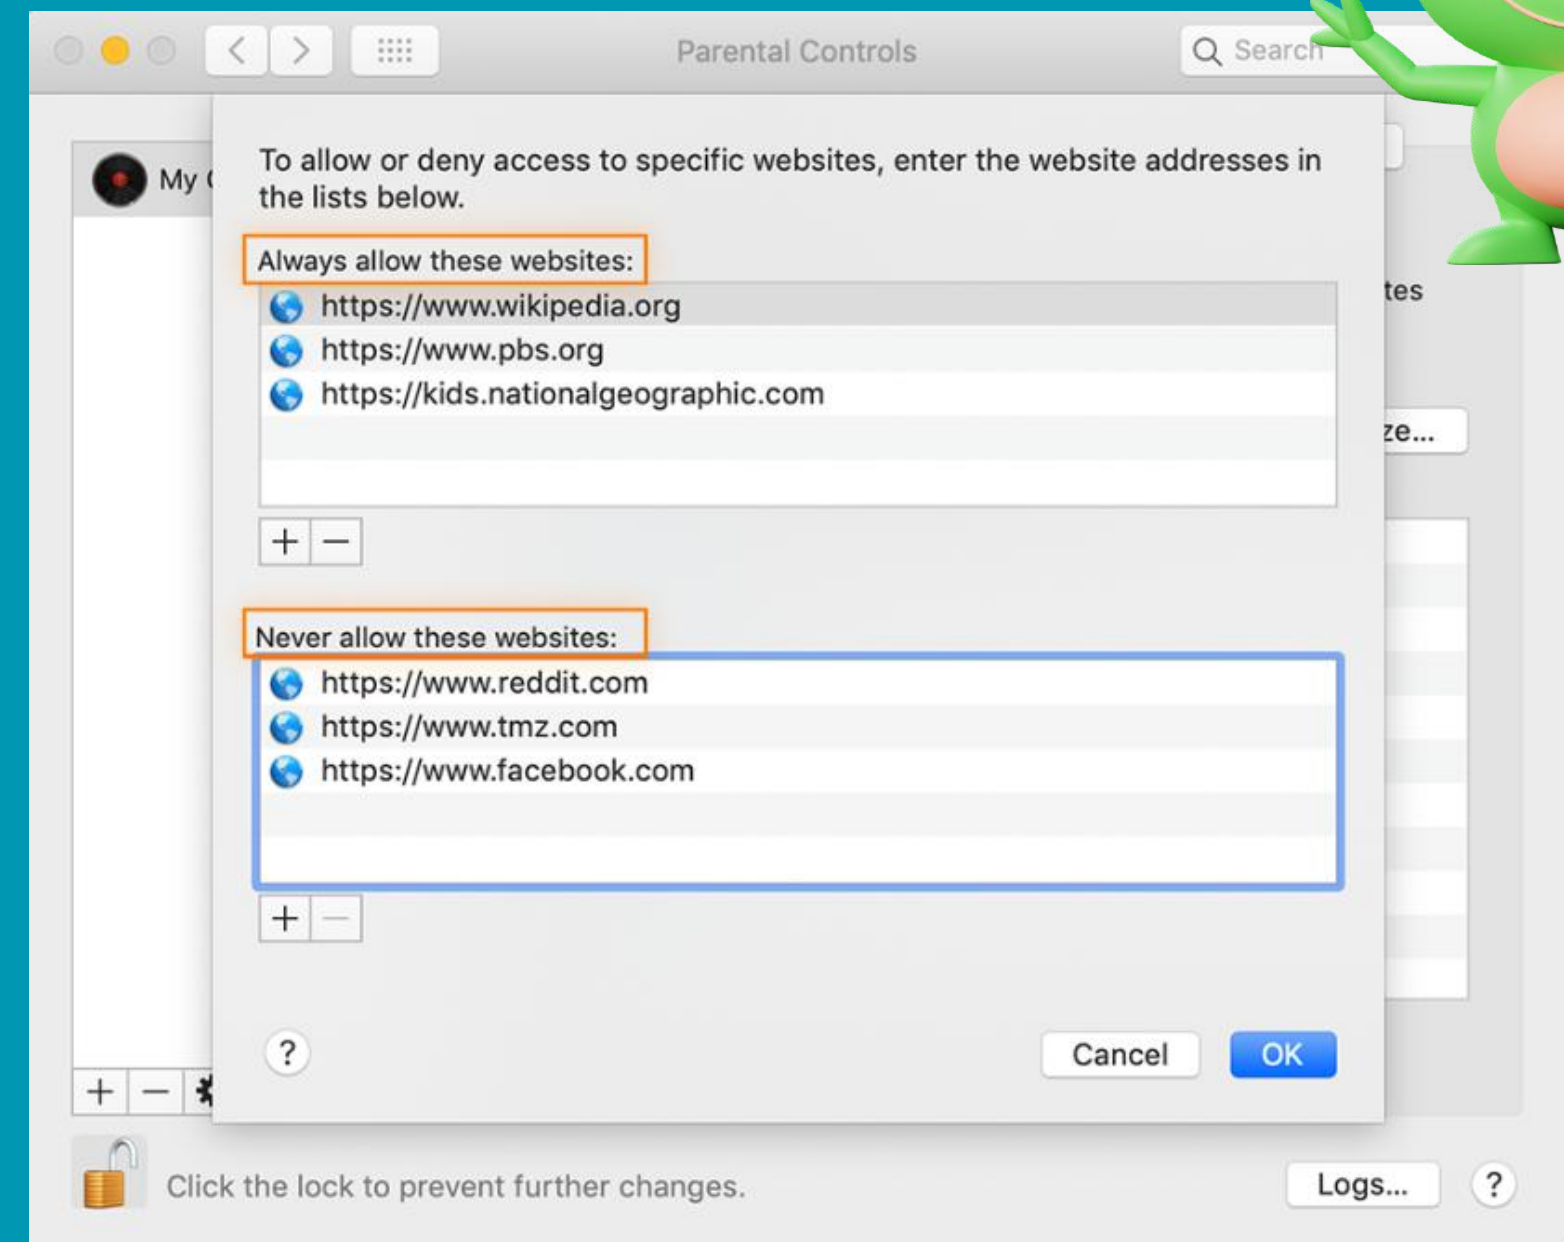 Parental Controls
Search
My
To allow or deny access to specific websites, enter the website addresses in
the lists below.
Always allow these websites:
https://www.wikipedia.org
https://www.pbs.org
https://kids.nationalgeographic.com
tes
ze...
Never allow these websites:
https://www.reddit.com
https://www.tmz.com
https://www.facebook.com
? Cancel OK
Click the lock to prevent further changes.
Logs... ?